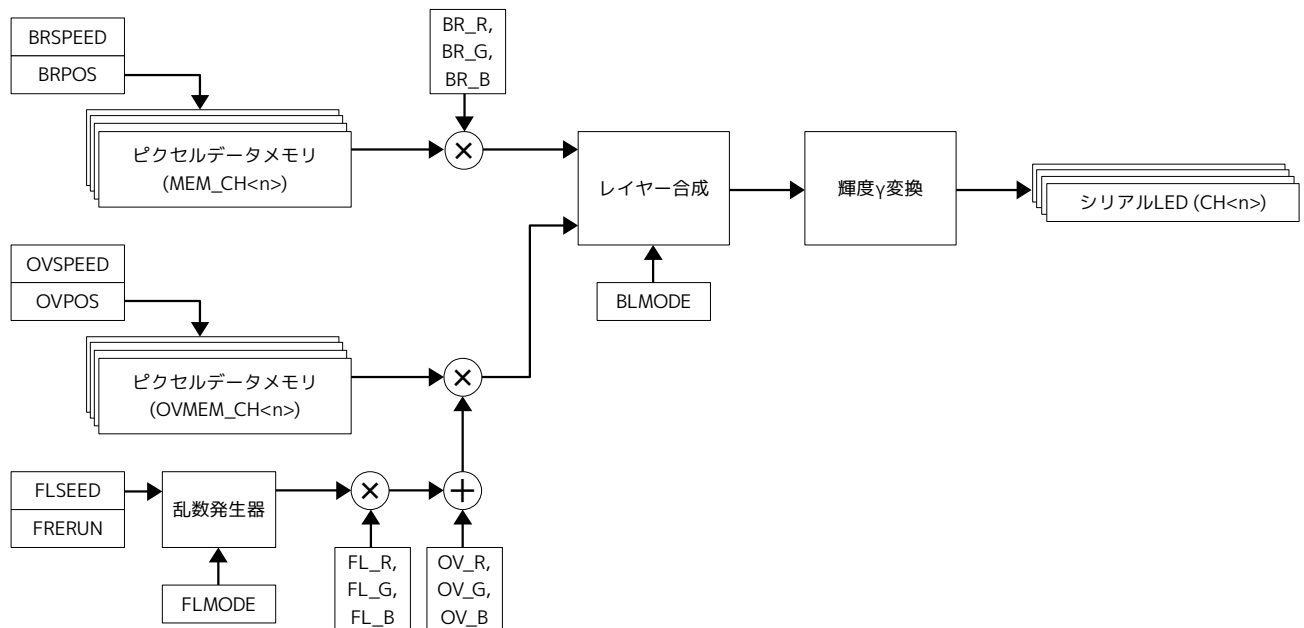 BRSPEED
BRPOS
BR_R,
BR_G,
BR_B
ピクセルデータメモリ
(MEM_CH<n>)
レイヤー合成
輝度γ変換
シリアルLED (CH<n>)
BLMODE
OVSPEED
OVPOS
ピクセルデータメモリ
(OVMEM_CH<n>)
FLSEED
FRERUN
乱数発生器
FLMODE
FL_R,
FL_G,
FL_B
OV_R,
OV_G,
OV_B